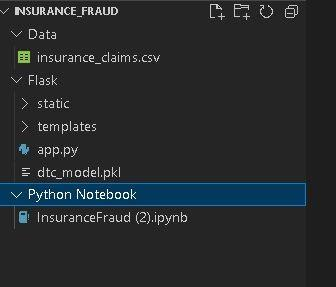 INSURANCE_FRAUD
Data
insurance_claims.csv
Flask
static
templates
app.py
dtc_model.pkl
Python Notebook
InsuranceFraud (2).ipynb